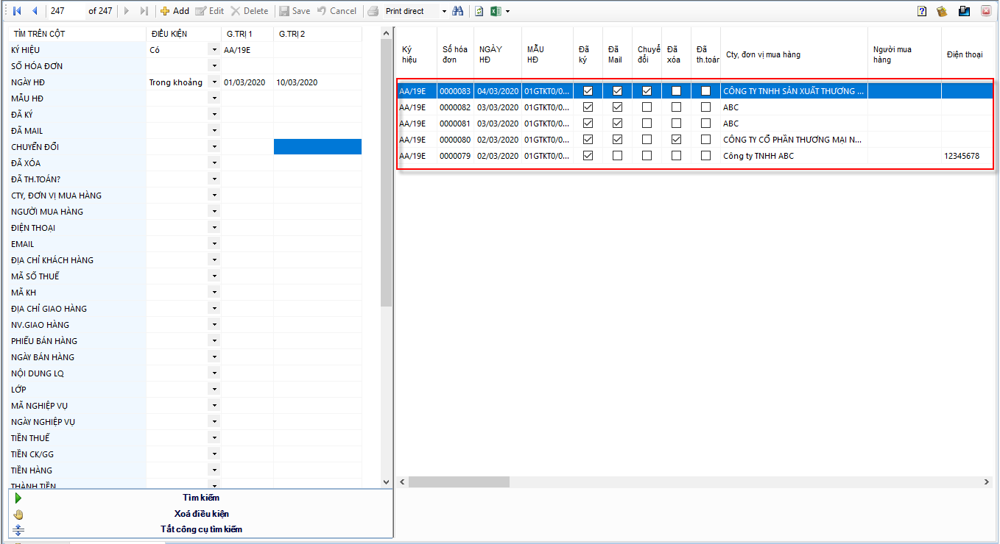 247 of 247 Add Edit Delete Save Cancel Print direct
TÌM TRÊN CỘT ĐIỀU KIỆN G.TRỊ 1 G.TRỊ 2
KÝ HIỆU Có AA/19E
SỐ HÓA ĐƠN
NGÀY HĐ Trong khoảng 01/03/2020 10/03/2020
MẪU HĐ
ĐÃ KÝ
ĐÃ MAIL
CHUYỂN ĐỔI
ĐÃ XÓA
ĐÃ TH.TOÁN?
CTY, ĐƠN VỊ MUA HÀNG
NGƯỜI MUA HÀNG
ĐIỆN THOẠI
EMAIL
ĐỊA CHỈ KHÁCH HÀNG
MÃ SỐ THUẾ
MÃ KH
ĐỊA CHỈ GIAO HÀNG
NV.GIAO HÀNG
PHIẾU BÁN HÀNG
NGÀY BÁN HÀNG
NỘI DUNG LQ
LỚP
MÃ NGHIỆP VỤ
NGÀY NGHIỆP VỤ
TIỀN THUẾ
TIỀN CK/GG
TIỀN HÀNG
THÀNH TIỀN
Tìm kiếm
Xoá điều kiện
Tắt công cụ tìm kiếm
Ký hiệu Số hóa đơn NGÀY HĐ MẪU HĐ Đã ký Đã Mail Chuyể đổi Đã xóa Đã th.toán Cty, đơn vị mua hàng Người mua hàng Điện thoại
AA/19E 0000083 04/03/2020 01GTKT0/0... CÔNG TY TNHH SẢN XUẤT THƯƠNG ...
AA/19E 0000082 03/03/2020 01GTKT0/0... ABC
AA/19E 0000081 03/03/2020 01GTKT0/0... ABC
AA/19E 0000080 02/03/2020 01GTKT0/0... CÔNG TY CỔ PHẦN THƯƠNG MẠI N...
AA/19E 0000079 02/03/2020 01GTKT0/0... Công ty TNHH ABC 12345678